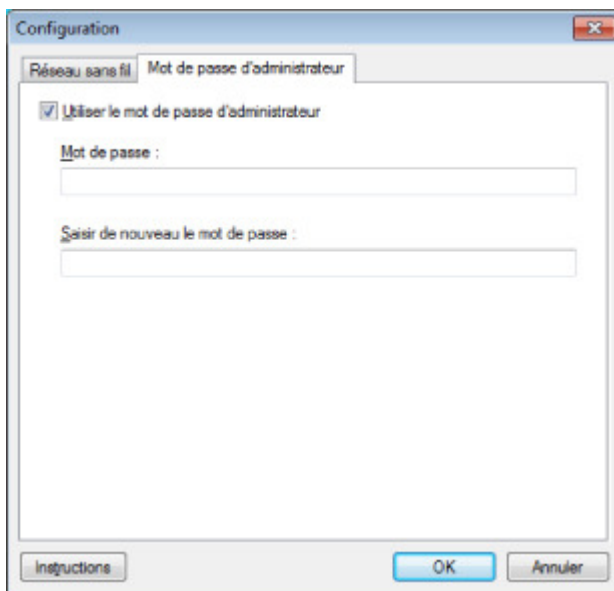 Configuration
Réseau sans fil Mot de passe d'administrateur
Utiliser le mot de passe d'administrateur
Mot de passe :
Saisir de nouveau le mot de passe :
Instructions OK Annuler